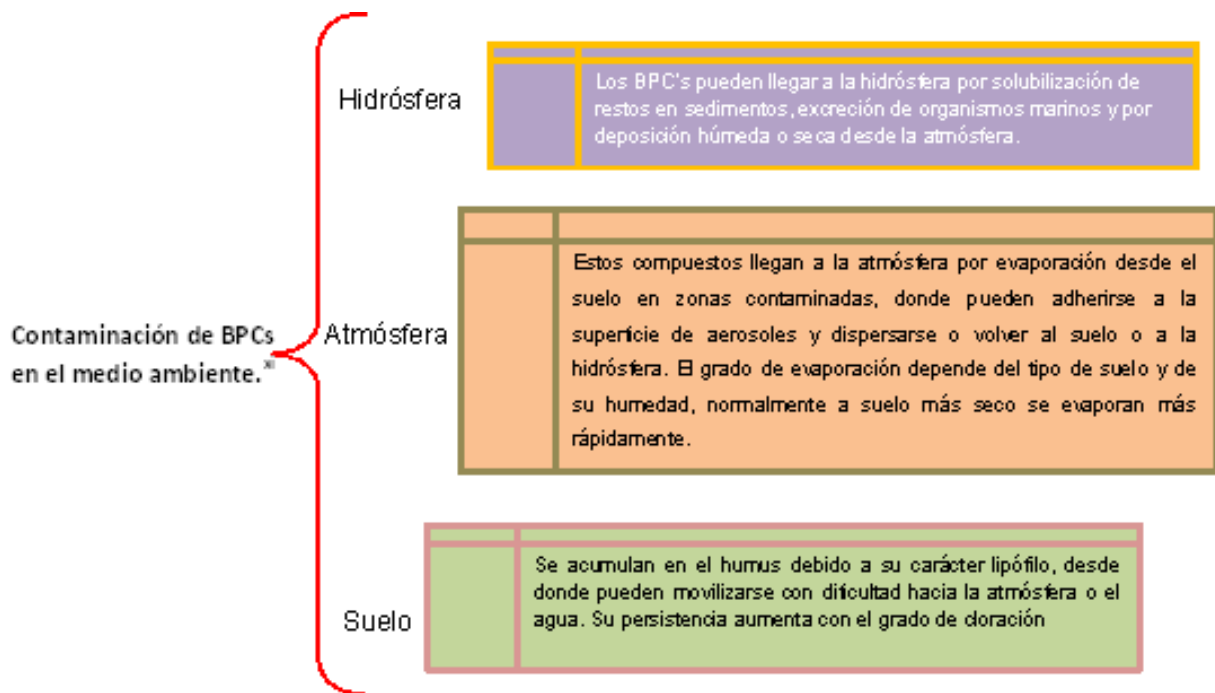 Hidrósfera
Los BPC's pueden llegar a la hidrósfera por solubilización de
restos en sedimentos, excreción de organismos marinos y por
deposición húmeda o seca desde la atmósfera.
Contaminación de BPCs
en el medio ambiente.
Atmósfera
Estos compuestos llegan a la atmósfera por evaporación desde el
suelo en zonas contaminadas, donde pueden adherirse a la
superficie de aerosoles y dispersarse o volver al suelo o a la
hidrósfera. El grado de evaporación depende del tipo de suelo y de
su humedad, normalmente a suelo más seco se evaporan más
rápidamente.
Suelo
Se acumulan en el humus debido a su carácter lipófilo, desde
donde pueden movilizarse con dificultad hacia la atmósfera o el
agua. Su persistencia aumenta con el grado de cloración